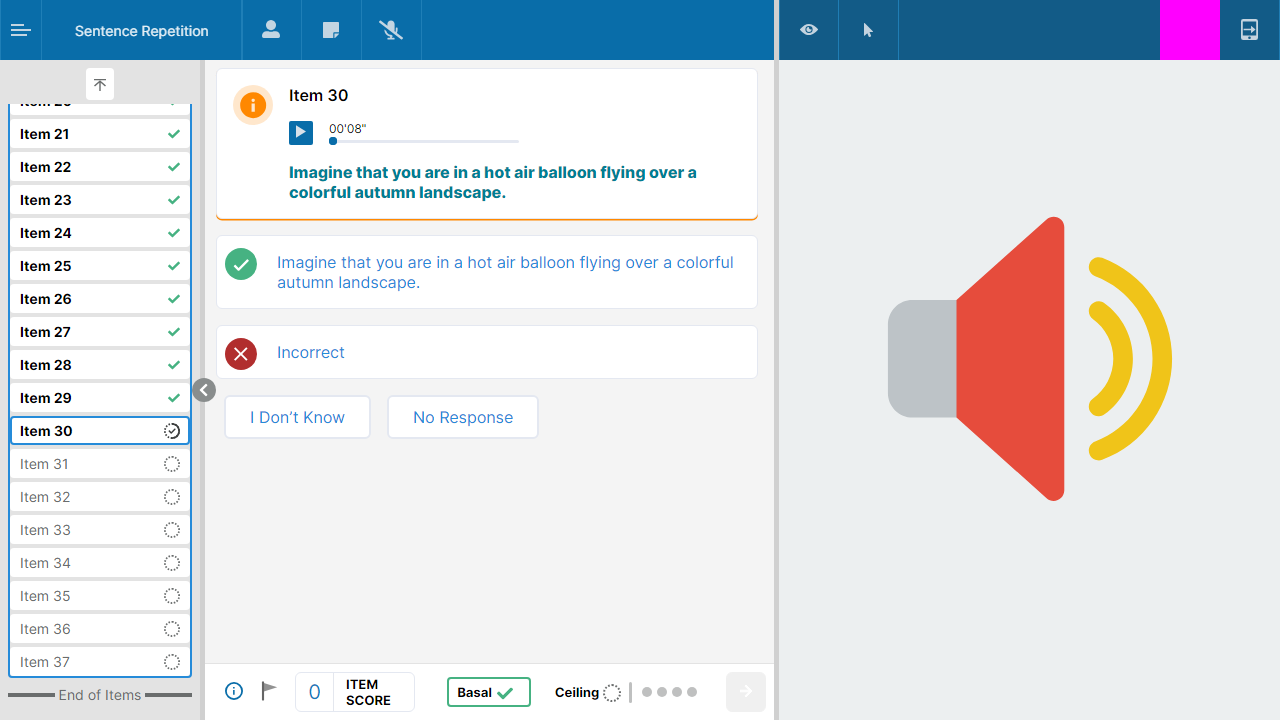 Sentence Repetition
Item 21
Item 22
Item 23
Item 24
Item 25
Item 26
Item 27
Item 28
Item 29
Item 30
Item 31
Item 32
Item 33
Item 34
Item 35
Item 36
Item 37
End of Items
Item 30
00'08"
Imagine that you are in a hot air balloon flying over a
colorful autumn landscape.
Imagine that you are in a hot air balloon flying over a colorful
autumn landscape.
Incorrect
I Don’t Know
No Response
0
ITEM
SCORE
Basal
Ceiling